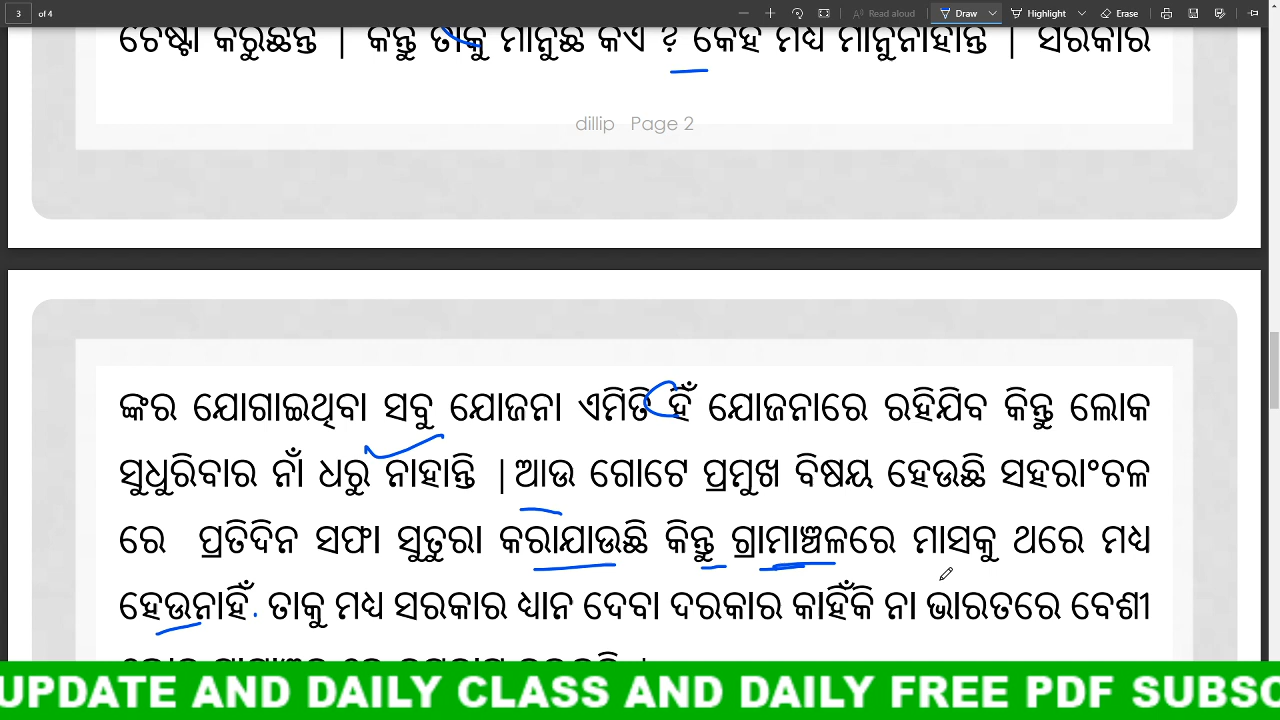 3 of 4 Read aloud Draw Highlight Erase
ଚେଷ୍ଟା କରୁଛନ୍ତି | କିନ୍ତୁ ତାକୁ ମାନୁଛି କିଏ ? କେହି ମଧ୍ୟ ମାନୁନାହାନ୍ତି | ସରକାର
dillip Page 2
ଙ୍କର ଯୋଗାଇଥିବା ସବୁ ଯୋଜନା ଏମିତି ହିଁ ଯୋଜନାରେ ରହିଯିବ କିନ୍ତୁ ଲୋକ
ସୁଧୁରିବାର ନାଁ ଧରୁ ନାହାନ୍ତି |ଆଉ ଗୋଟେ ପ୍ରମୁଖ ବିଷୟ ହେଉଛି ସହରାଂଚଳ
ରେ ପ୍ରତିଦିନ ସଫା ସୁତୁରା କରାଯାଉଛି କିନ୍ତୁ ଗ୍ରାମାଞ୍ଚଳରେ ମାସକୁ ଥରେ ମଧ୍ୟ
ହେଉନାହିଁ. ତାକୁ ମଧ୍ୟ ସରକାର ଧ୍ୟାନ ଦେବା ଦରକାର କାହିଁକି ନା ଭାରତରେ ବେଶୀ
UPDATE AND DAILY CLASS AND DAILY FREE PDF SUBSC